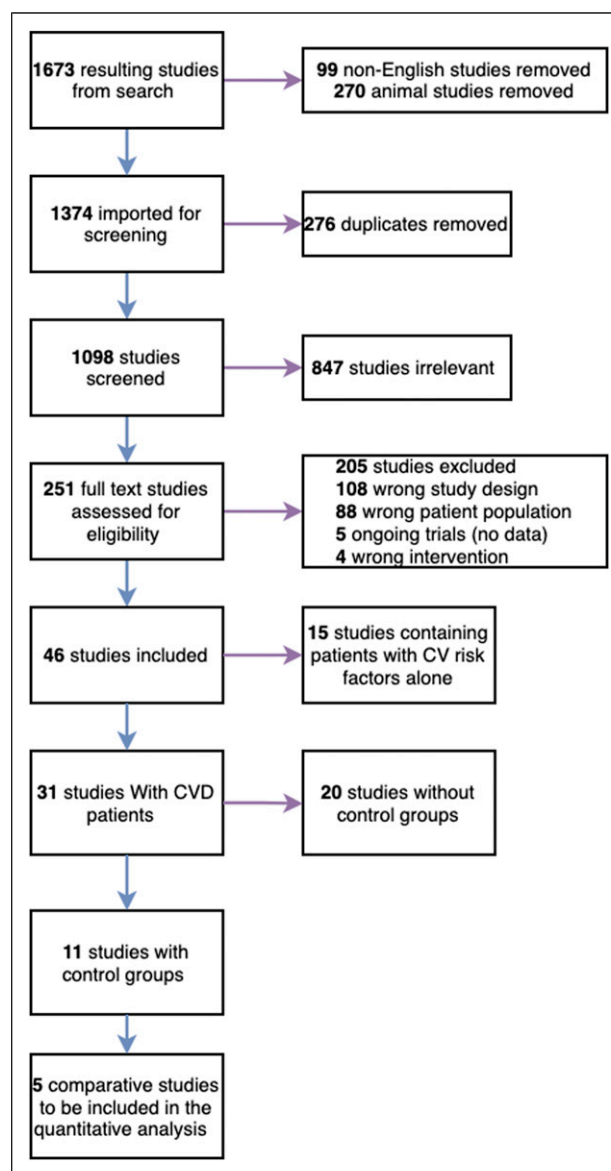 1673 resulting studies
from search
99 non-English studies removed
270 animal studies removed
1374 imported for
screening
276 duplicates removed
1098 studies
screened
847 studies irrelevant
251 full text studies
assessed for
eligibility
205 studies excluded
108 wrong study design
88 wrong patient population
5 ongoing trials (no data)
4 wrong intervention
46 studies included
15 studies containing
patients with CV risk
factors alone
31 studies With CVD
patients
20 studies without
control groups
11 studies with
control groups
5 comparative studies
to be included in the
quantitative analysis